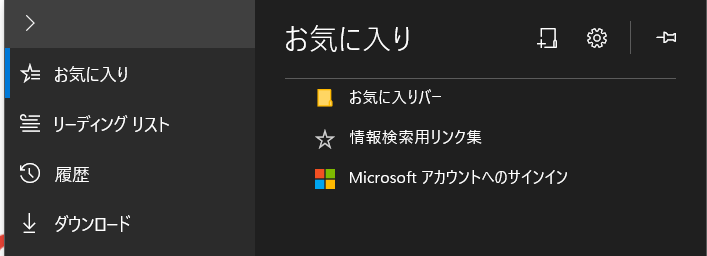 お気に入り
リーディング リスト
履歴
ダウンロード
お気に入り
お気に入りバー
情報検索用リンク集
Microsoft アカウントへのサインイン